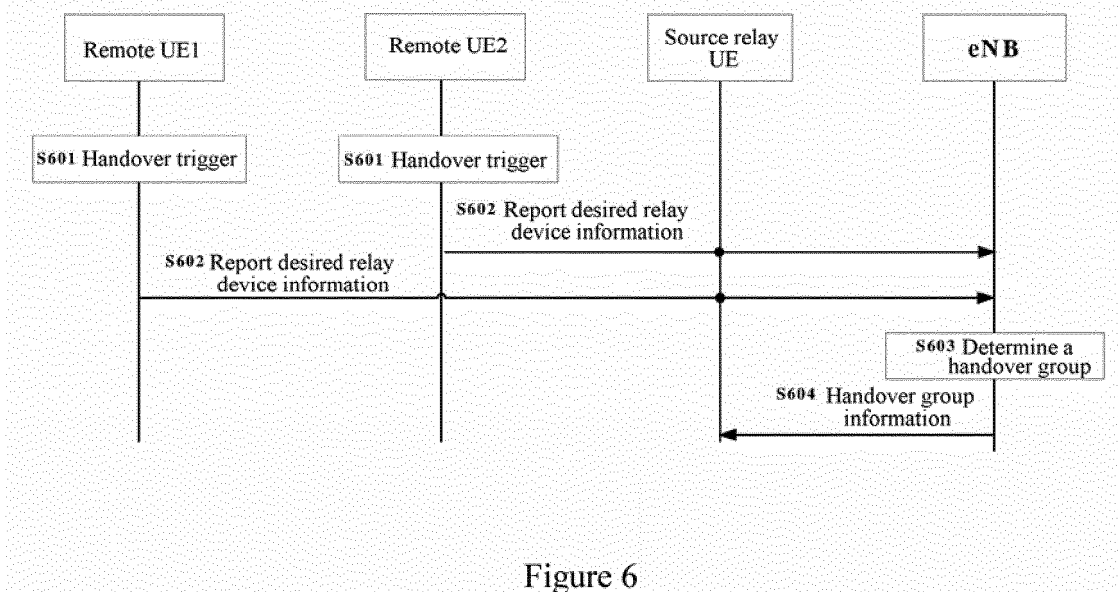 Remote UE1
Remote UE2
Source relay
UE
eNB
S601 Handover trigger
S601 Handover trigger
S602 Report desired relay
device information
S602 Report desired relay
device information
S603 Determine a
handover group
S604 Handover group
information
Figure 6